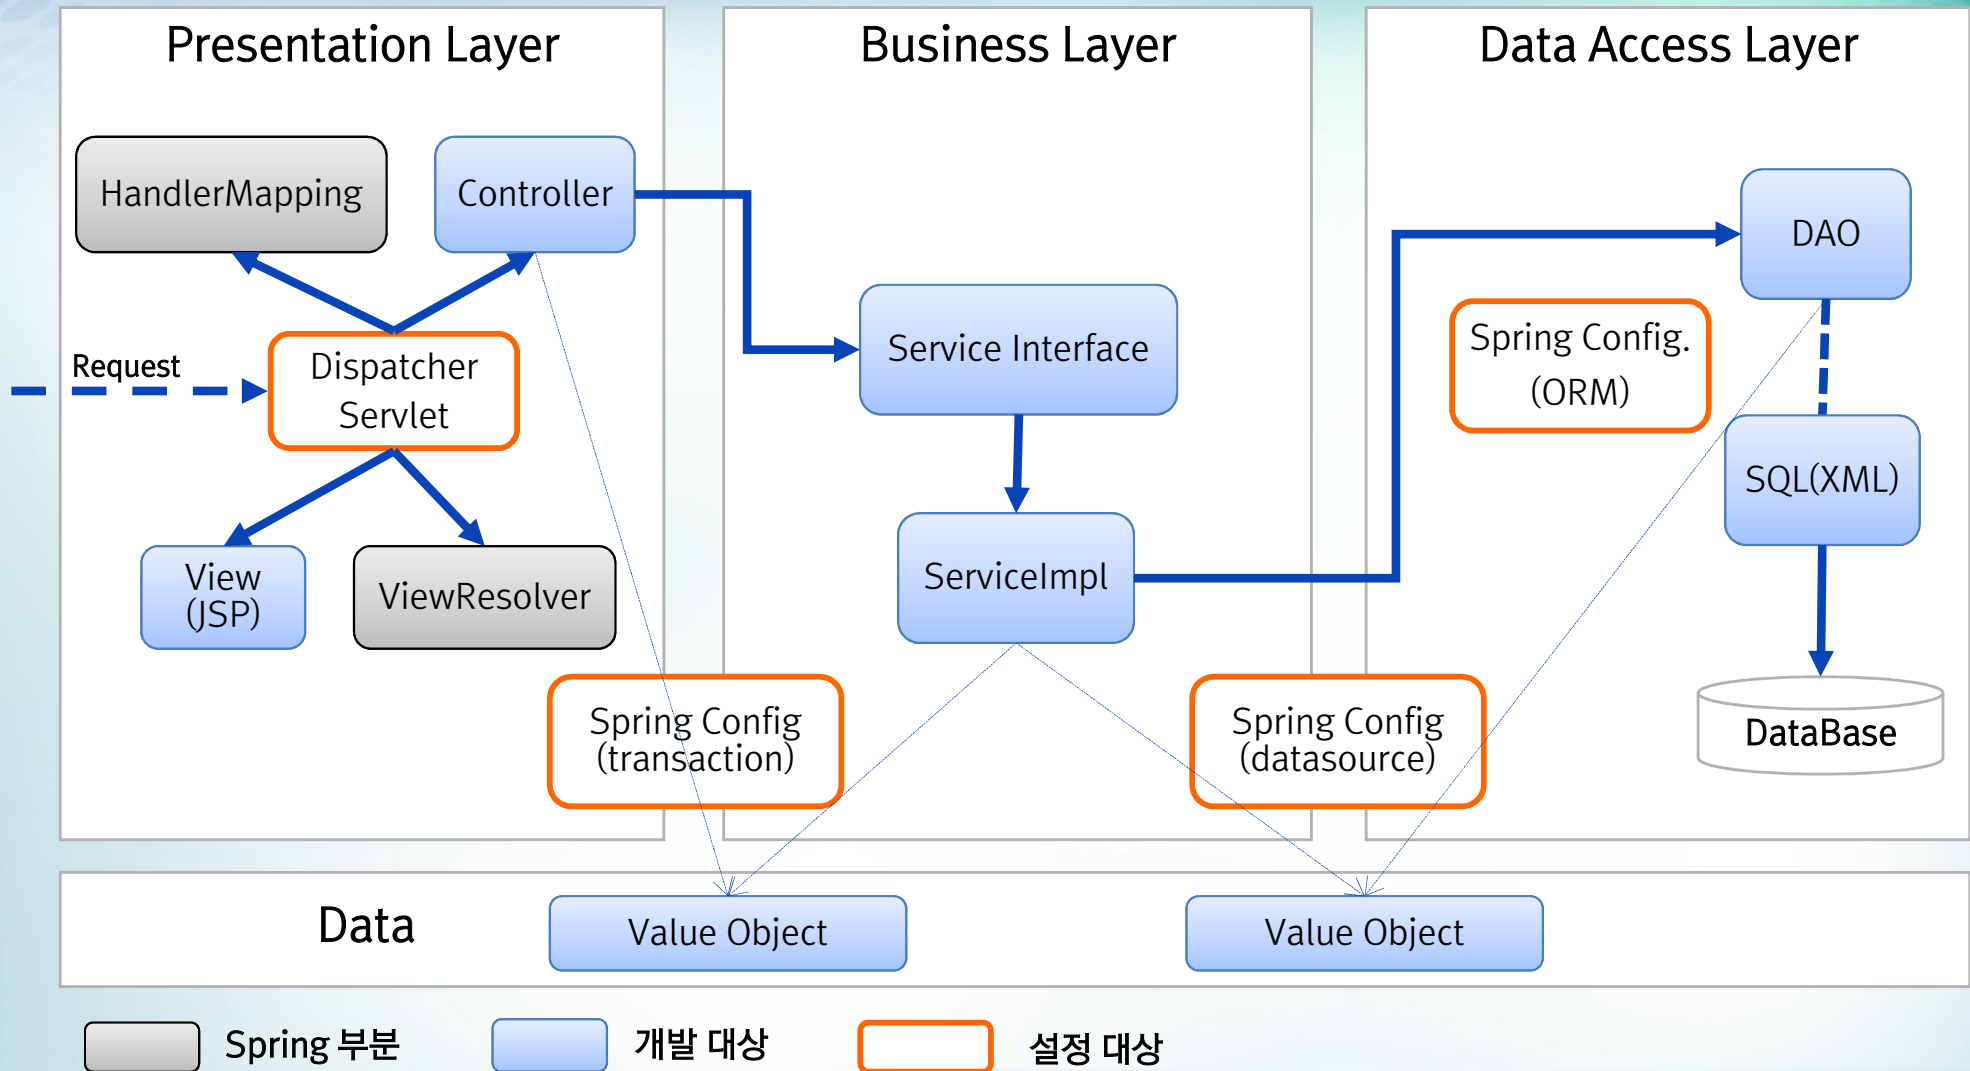 Presentation Layer
Business Layer
Data Access Layer
HandlerMapping
Controller
DAO
Service Interface
Spring Config.
(ORM)
Request
Dispatcher
Servlet
SQL(XML)
View
(JSP)
ViewResolver
ServiceImpl
Spring Config
(transaction)
Spring Config
(datasource)
DataBase
Data
Value Object
Value Object
Spring 부분
개발 대상
설정 대상